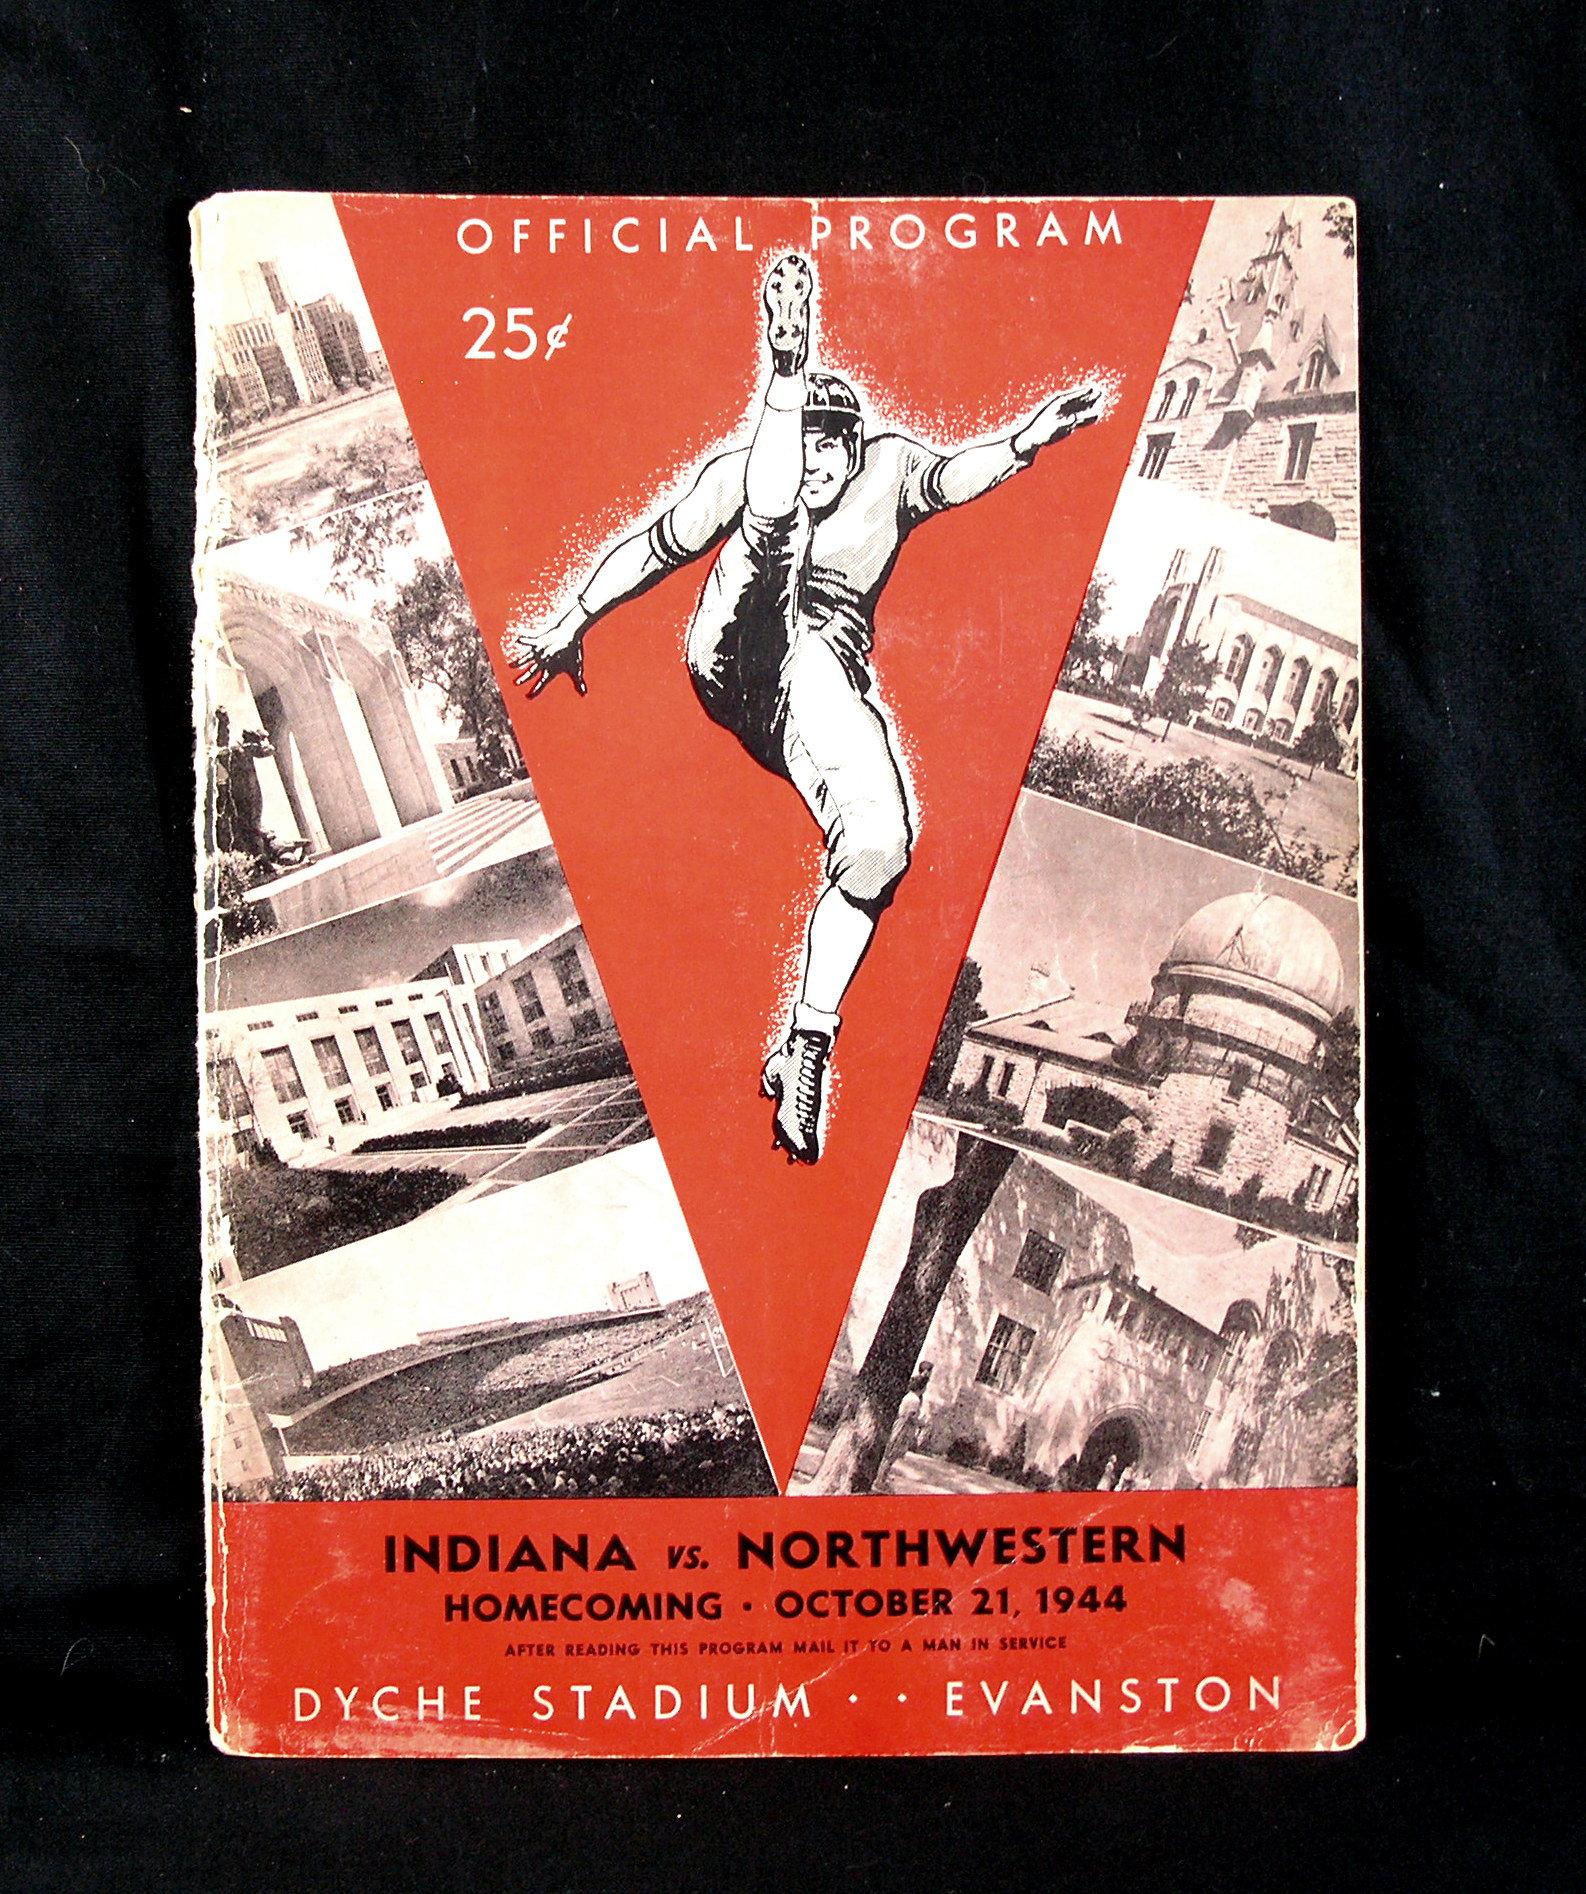 OFFICIAL PROGRAM
25¢
INDIANA vs. NORTHWESTERN
HOMECOMING · OCTOBER 21, 1944
AFTER READING THIS PROGRAM MAIL IT TO A MAN IN SERVICE
DYCHE STADIUM · · EVANSTON